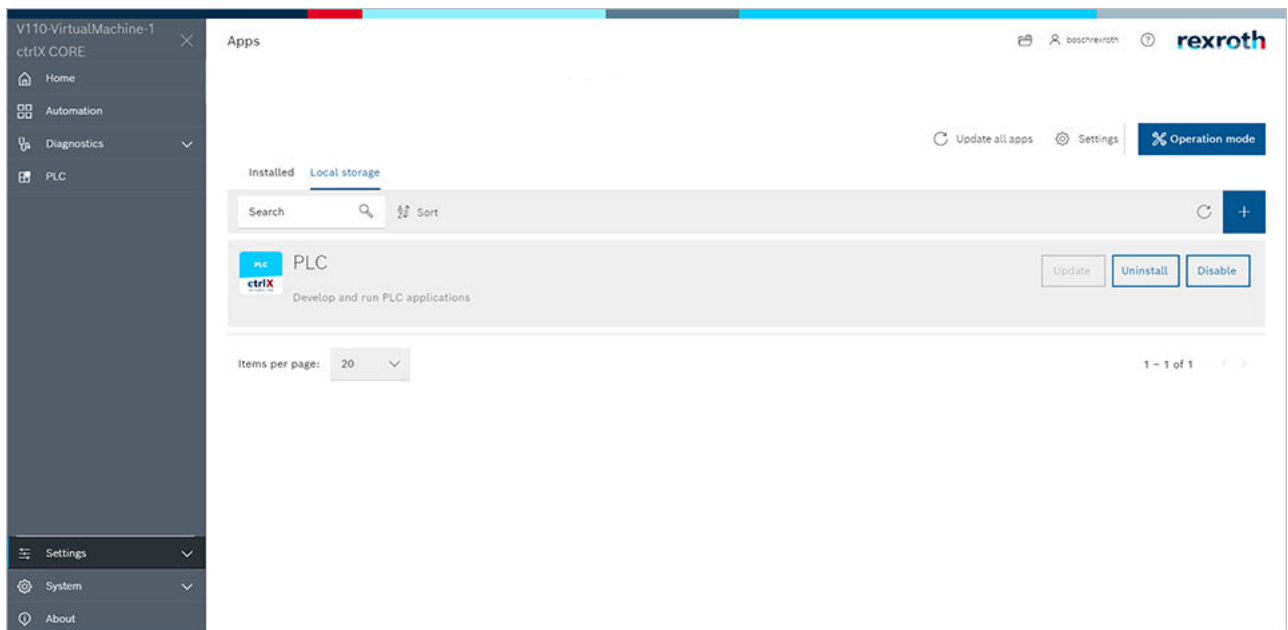 V110-VirtualMachine-1
ctrlX CORE
Home
Automation
Diagnostics
PLC
Settings
System
About
Apps
boschrexroth
rexroth
Update all apps
Settings
Operation mode
Installed
Local storage
Search
Sort
PLC
ctrlX
PLC
Develop and run PLC applications
Update
Uninstall
Disable
Items per page:
20
1 – 1 of 1